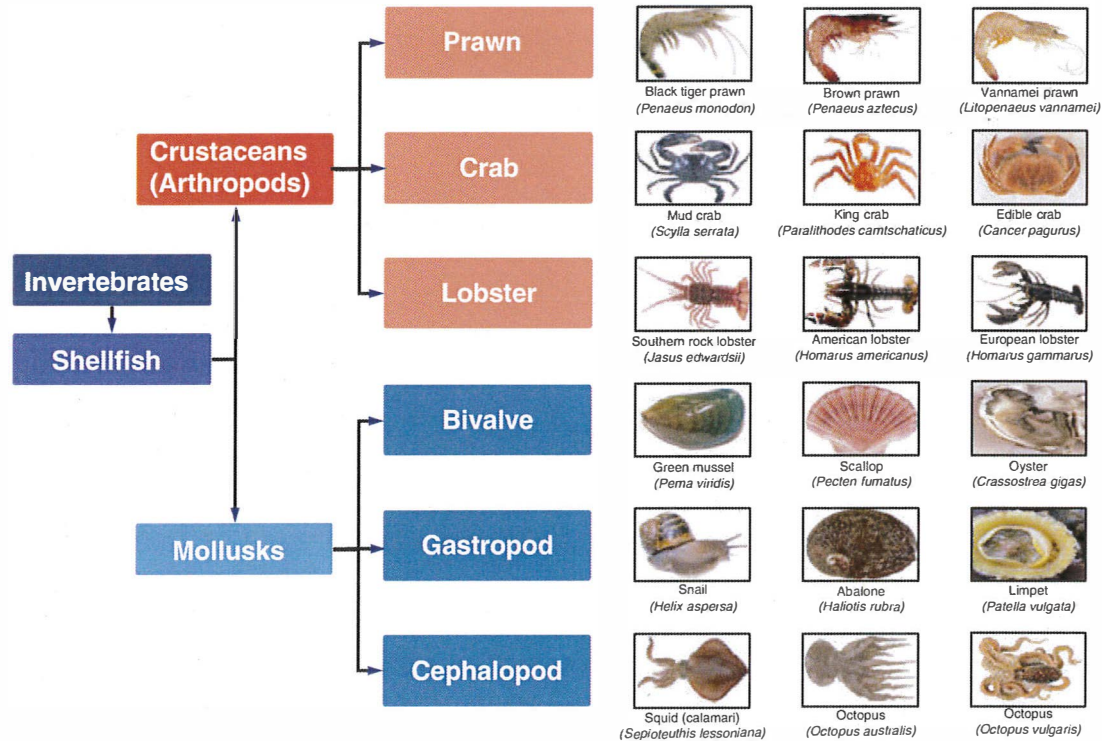 Prawn
Black tiger prawn
(Penaeus monodon)
Brown prawn
(Penaeus aztecus)
Vannamei prawn
(Litopenaeus vannamei)
Crustaceans
(Arthropods)
Crab
Mud crab
(Scylla serrata)
King crab
(Paralithodes camtschaticus)
Edible crab
(Cancer pagurus)
Invertebrates
Lobster
Southern rock lobster
(Jasus edwardsii)
American lobster
(Homarus americanus)
European lobster
(Homarus gammarus)
Shellfish
Bivalve
Green mussel
(Perna viridis)
Scallop
(Pecten fumatus)
Oyster
(Crassostrea gigas)
Mollusks
Gastropod
Snail
(Helix aspersa)
Abalone
(Haliotis rubra)
Limpet
(Patella vulgata)
Cephalopod
Squid (calamari)
(Sepioteuthis lessoniana)
Octopus
(Octopus australis)
Octopus
(Octopus vulgaris)